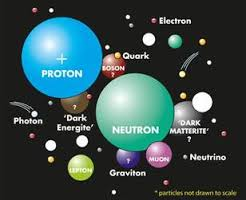 Electron
+
PROTON
Quark
BOSON
?
Photon
?
'Dark
Energite'
NEUTRON
?
'DARK
MATTERITE'
LEPTON
Graviton
MUON
Neutrino
* particles not drawn to scale